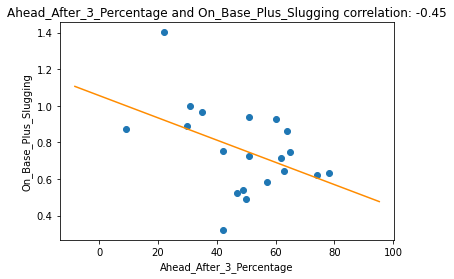 Ahead_After_3_Percentage and On_Base_Plus_Slugging correlation: -0.45
1.4
1.2
1.0
0.8
0.6
0.4
On_Base_Plus_Slugging
0 20 40 60 80 100
Ahead_After_3_Percentage